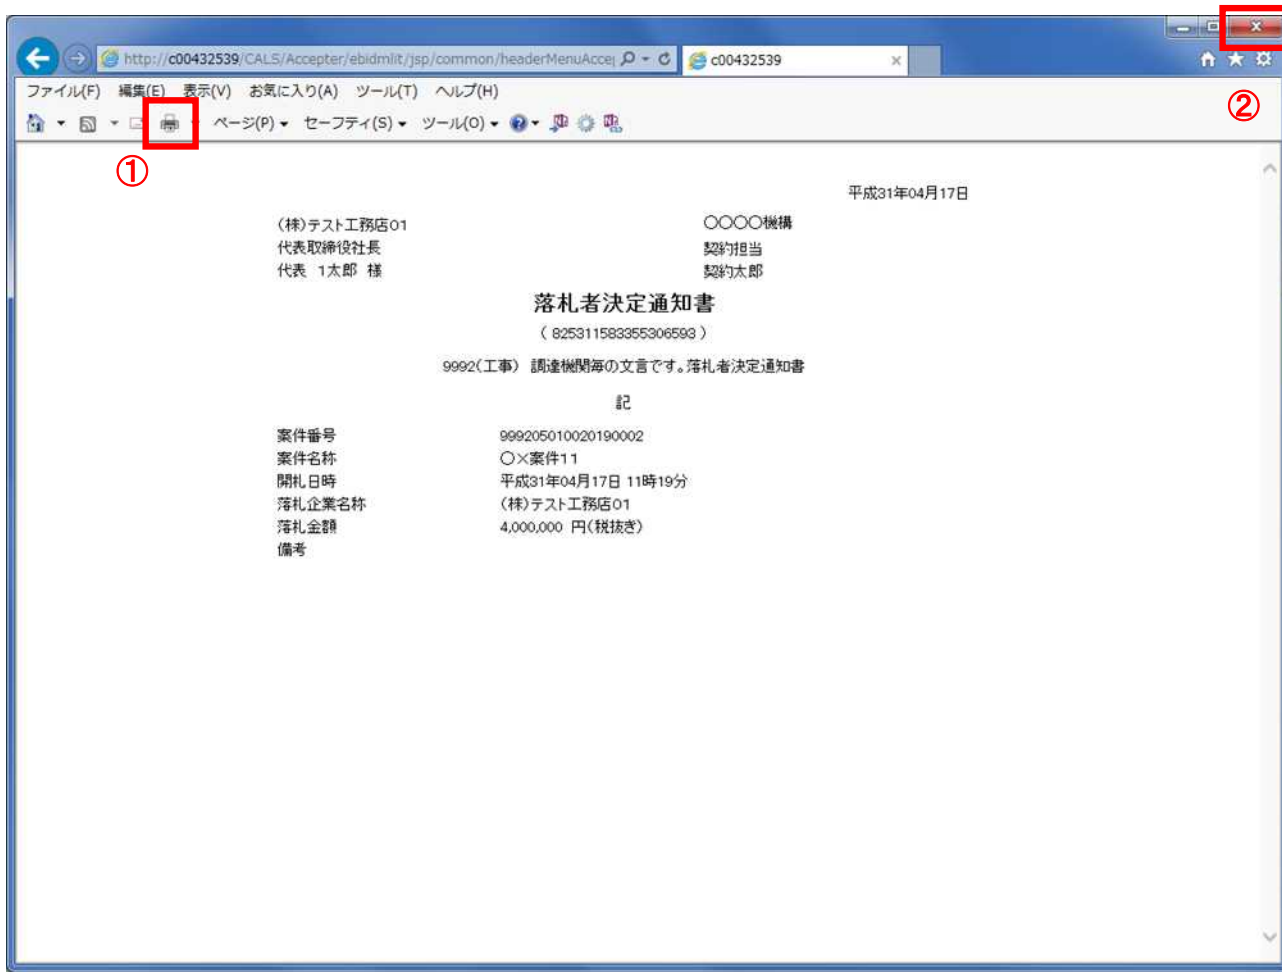 http://c00432539/CALS/Accepter/ebidmlit/jsp/common/headerMenuAccep
c00432539
ファイル(F) 編集(E) 表示(V) お気に入り(A) ツール(T) ヘルプ(H)
ページ(P) セーフティ(S) ツール(O)
①
②
平成31年04月17日
(株)テスト工務店01
〇〇〇〇機構
代表取締役社長
契約担当
代表 1太郎 様
契約太郎
落札者決定通知書
( 825311583355306593 )
9992(工事) 調達機関毎の文言です。落札者決定通知書
記
案件番号 999205010020190002
案件名称 〇×案件11
開札日時 平成31年04月17日 11時19分
落札企業名称 (株)テスト工務店01
落札金額 4,000,000 円(税抜き)
備考